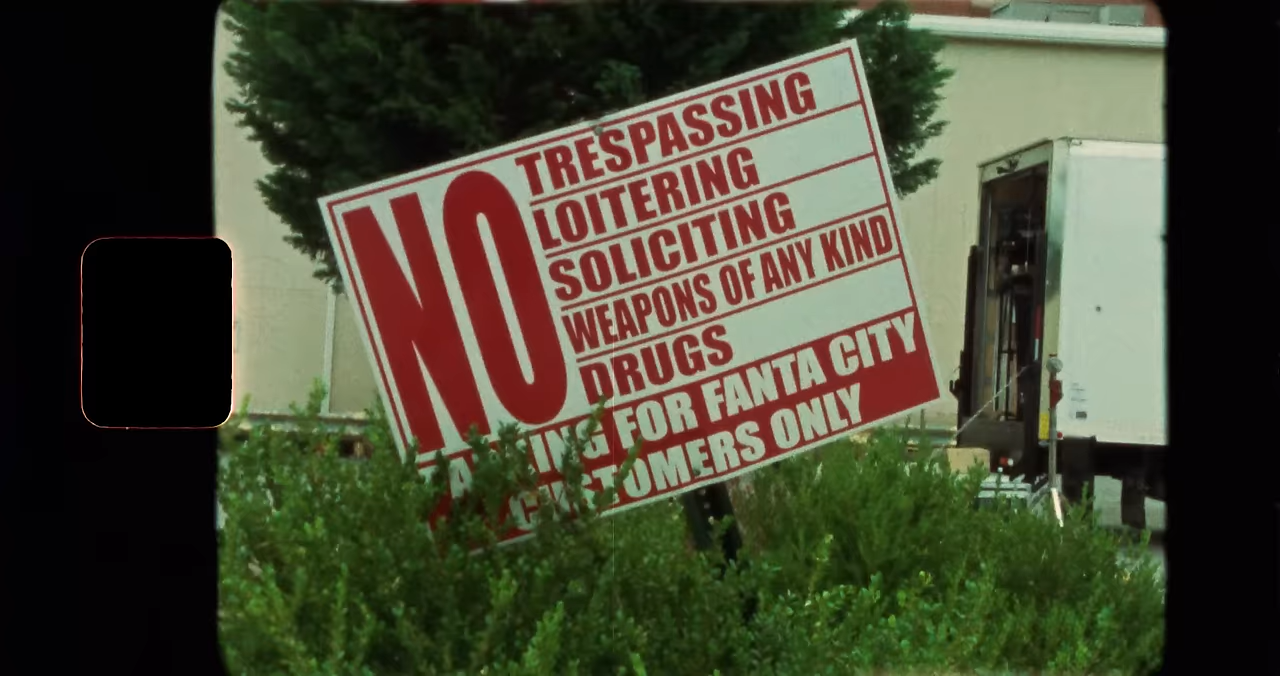 NO
TRESPASSING
LOITERING
SOLICITING
WEAPONS OF ANY KIND
DRUGS
FOR FANTA CITY
CUSTOMERS ONLY